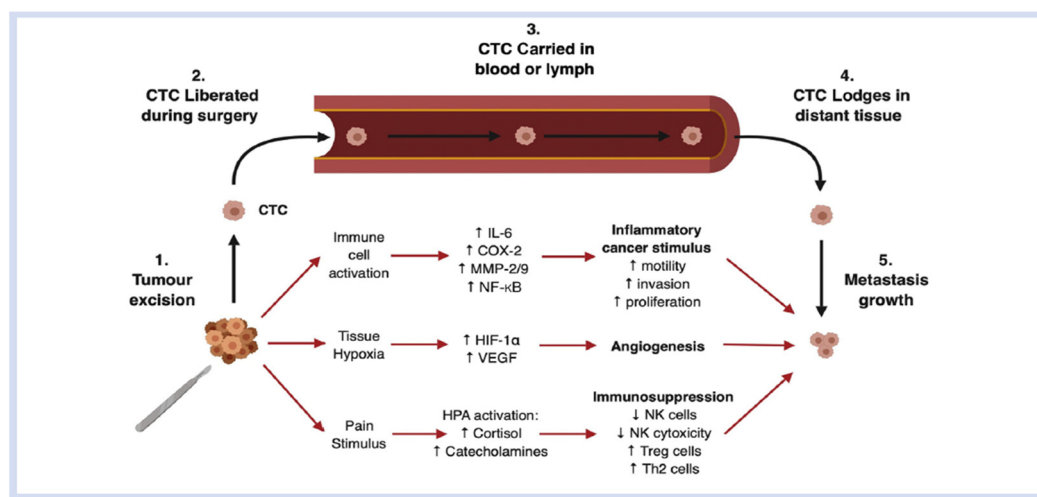 1.
Tumour
excision
2.
CTC Liberated
during surgery
CTC
3.
CTC Carried in
blood or lymph
4.
CTC Lodges in
distant tissue
5.
Metastasis
growth
Immune
cell
activation
↑ IL-6
↑ COX-2
↑ MMP-2/9
↑ NF-κB
Inflammatory
cancer stimulus
↑ motility
↑ invasion
↑ proliferation
Tissue
Hypoxia
↑ HIF-1α
↑ VEGF
Angiogenesis
Pain
Stimulus
HPA activation:
↑ Cortisol
↑ Catecholamines
Immunosuppression
↓ NK cells
↓ NK cytoxicity
↑ Treg cells
↑ Th2 cells